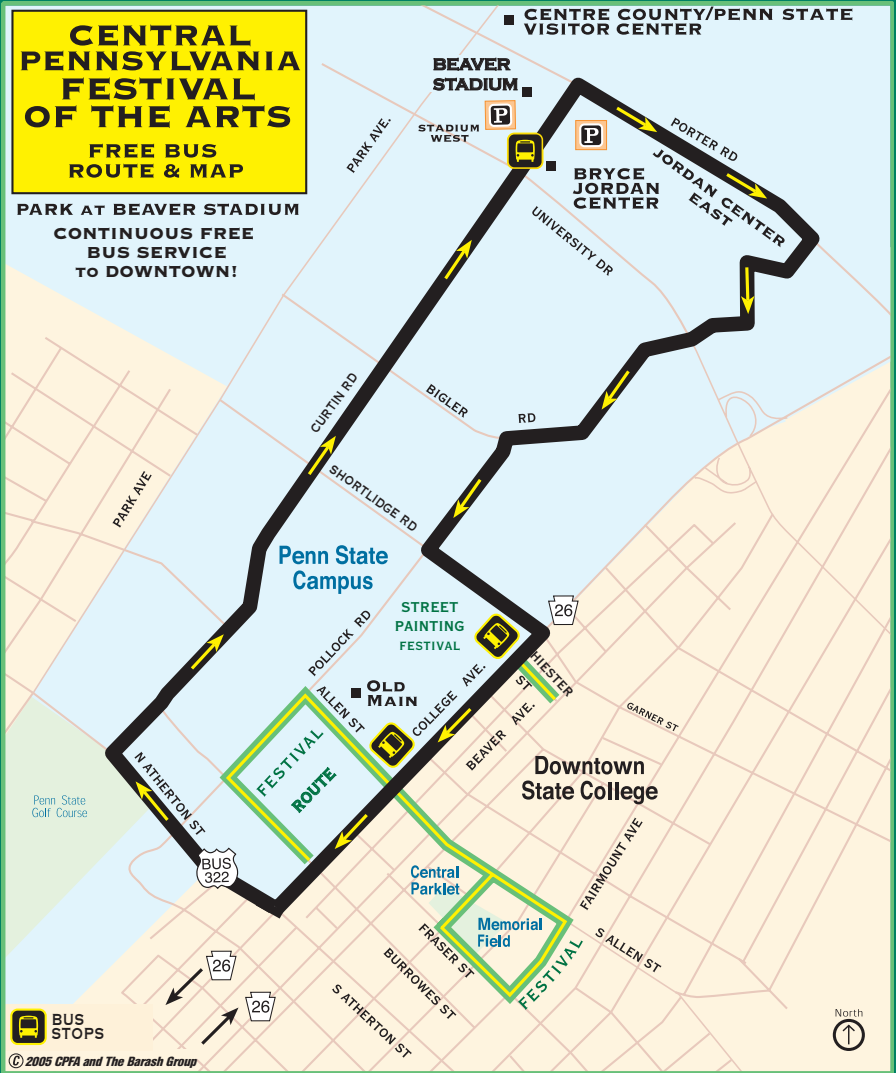 CENTRAL
PENNSYLVANIA
FESTIVAL
OF THE ARTS
FREE BUS
ROUTE & MAP
PARK AT BEAVER STADIUM
CONTINUOUS FREE
BUS SERVICE
TO DOWNTOWN!
CENTRE COUNTY/PENN STATE
VISITOR CENTER
BEAVER
STADIUM
P
STADIUM
WEST
P
PARK AVE.
PORTER RD
JORDAN CENTER
EAST
BRYCE
JORDAN
CENTER
UNIVERSITY DR
CURTIN RD
BIGLER
RD
PARK AVE
SHORTLIDGE RD
Penn State
Campus
STREET
PAINTING
FESTIVAL
26
POLLOCK RD
HIESTER
ST
OLD
MAIN
ALLEN ST
COLLEGE AVE.
BEAVER AVE.
GARNER ST
FESTIVAL
ROUTE
N ATHERTON ST
Downtown
State College
Penn State
Golf Course
BUS
322
Central
Parklet
FAIRMOUNT AVE
Memorial
Field
FRASER ST
S ALLEN ST
FESTIVAL
BURROWES ST
S ATHERTON ST
26
26
BUS
STOPS
North
© 2005 CPFA and The Barash Group